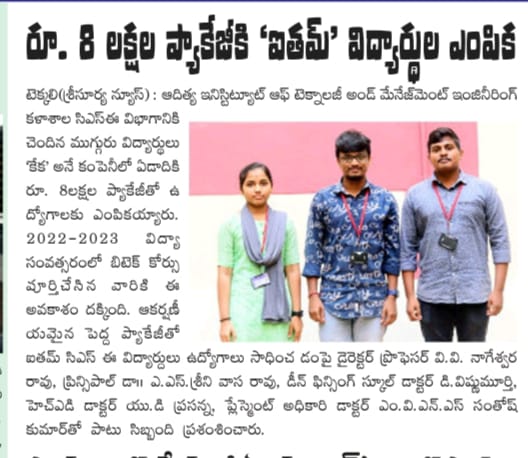 రూ. 8 లక్షల ప్యాకేజీకి 'ఐతమ్' విద్యార్థుల ఎంపిక
టెక్కలి(శ్రీసూర్య న్యూస్) : ఆదిత్య ఇనిస్టిట్యూట్ ఆఫ్ టెక్నాలజీ అండ్ మేనేజ్‌మెంట్ ఇంజినీరింగ్
కళాశాల సిఎస్ఈ విభాగానికి
చెందిన ముగ్గురు విద్యార్థులు
'కేక' అనే కంపెనీలో ఏడాదికి
రూ. 8లక్షల ప్యాకేజీతో ఉ
ద్యోగాలకు ఎంపికయ్యారు.
2022-2023 విద్యా
సంవత్సరంలో బిటెక్ కోర్సు
పూర్తిచేసిన వారికి ఈ
అవకాశం దక్కింది. ఆకర్షణీ
యమైన పెద్ద ప్యాకేజీతో
ఐతమ్ సిఎస్ ఈ విద్యార్థులు ఉద్యోగాలు సాధించ డంపై డైరెక్టర్ ప్రొఫెసర్ వి.వి. నాగేశ్వర
రావు, ప్రిన్సిపాల్ డా॥ ఎ.ఎస్.శ్రీని వాస రావు, డీన్ ఫిన్సింగ్ స్కూల్ డాక్టర్ డి.విష్ణుమూర్తి,
హెచ్ఎడి డాక్టర్ యు.డి ప్రసన్న, ప్లేస్మెంట్ అధికారి డాక్టర్ ఎం.వి.ఎన్.ఎస్ సంతోష్
కుమార్‌తో పాటు సిబ్బంది ప్రశంశించారు.